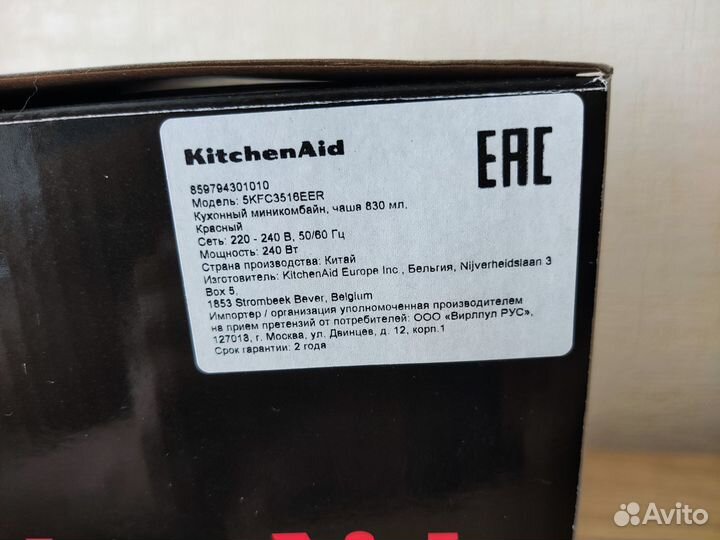 KitchenAid
EAC
859794301010
Модель: 5KFC3516EER
Кухонный миникомбайн, чаша 830 мл,
Красный
Сеть: 220 - 240 В, 50/60 Гц
Мощность: 240 Вт
Страна производства: Китай
Изготовитель: KitchenAid Europe Inc , Бельгия, Nijverheidslaan 3
Box 5,
1853 Strombeek Bever, Belgium
Импортер / организация уполномоченная производителем
на прием претензий от потребителей: ООО «Вирлпул РУС»,
127018, г. Москва, ул. Двинцев, д. 12, корп.1
Срок гарантии: 2 года
Avito